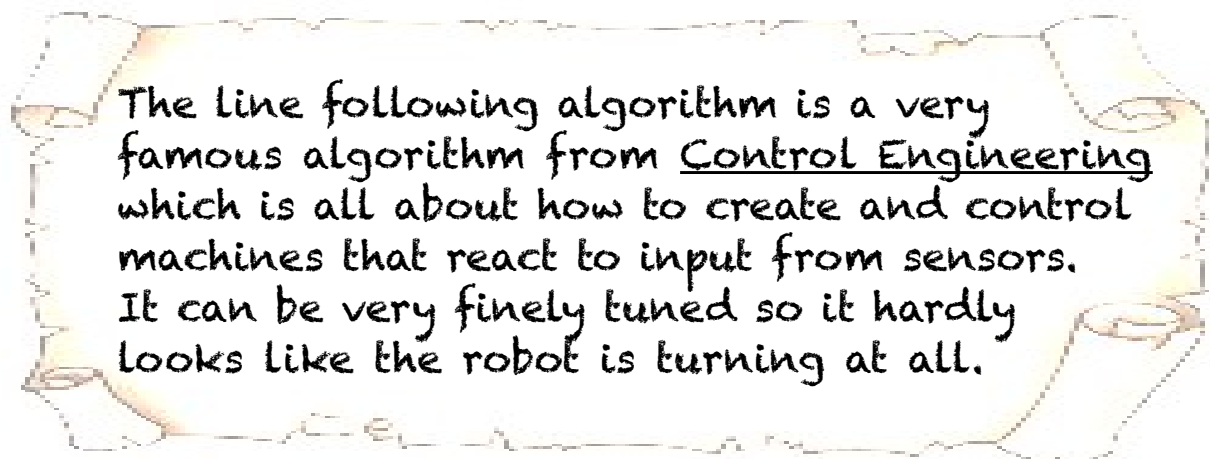 The line following algorithm is a very
famous algorithm from Control Engineering
which is all about how to create and control
machines that react to input from sensors.
It can be very finely tuned so it hardly
looks like the robot is turning at all.